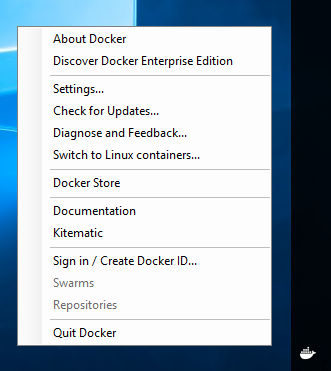 About Docker
Discover Docker Enterprise Edition
Settings...
Check for Updates...
Diagnose and Feedback...
Switch to Linux containers...
Docker Store
Documentation
Kitematic
Sign in / Create Docker ID...
Swarms
Repositories
Quit Docker